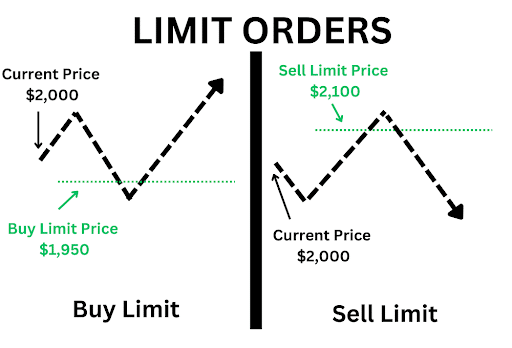 LIMIT ORDERS
Current Price
$2,000
Buy Limit Price
$1,950
Buy Limit
Sell Limit Price
$2,100
Current Price
$2,000
Sell Limit